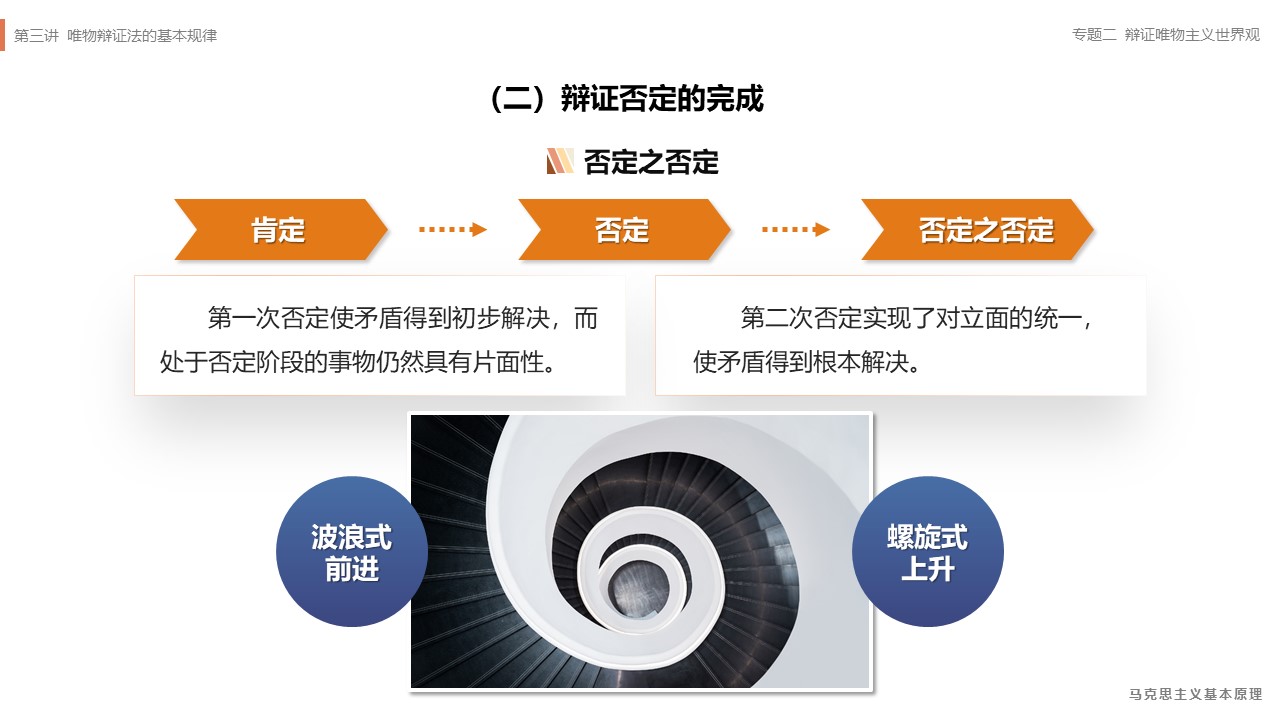 第三讲 唯物辩证法的基本规律
专题二 辩证唯物主义世界观
（二）辩证否定的完成
否定之否定
肯定
否定
否定之否定
第一次否定使矛盾得到初步解决，而
处于否定阶段的事物仍然具有片面性。
第二次否定实现了对立面的统一，
使矛盾得到根本解决。
波浪式
前进
螺旋式
上升
马克思主义基本原理